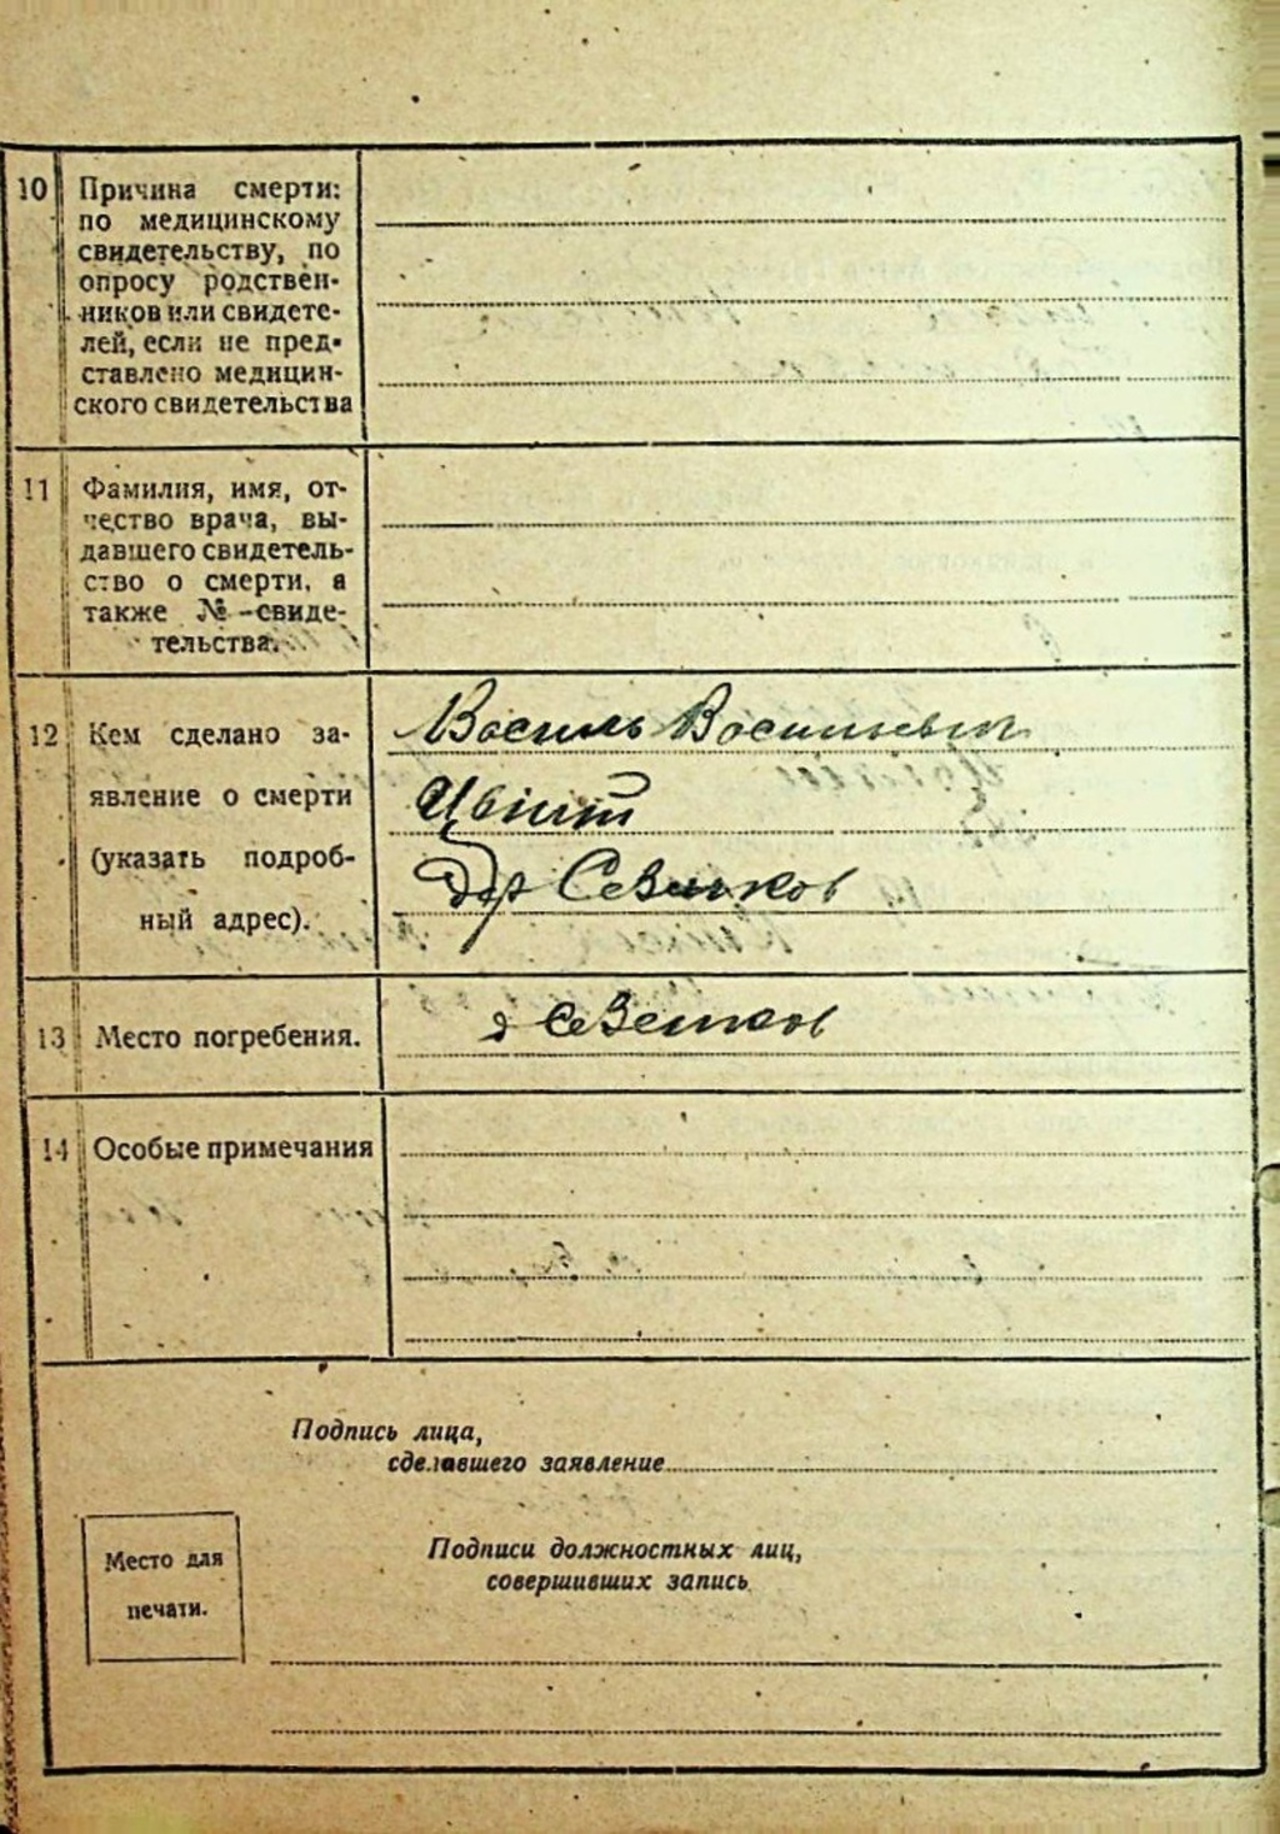 10 Причина смерти:
по медицинскому
свидетельству, по
опросу родствен-
ников или свидете-
лей, если не пред-
ставлено медицин-
ского свидетельства
11 Фамилия, имя, от-
чество врача, вы-
давшего свидетель-
ство о смерти, а
также № свиде-
тельства.
12 Кем сделано за-
явление о смерти
(указать подроб-
ный адрес).
Василь Васильевич
Цвіт
дер
13 Место погребения.
д
14 Особые примечания
Подпись лица,
сделавшего заявление
Место для
печати.
Подписи должностных лиц,
совершивших запись